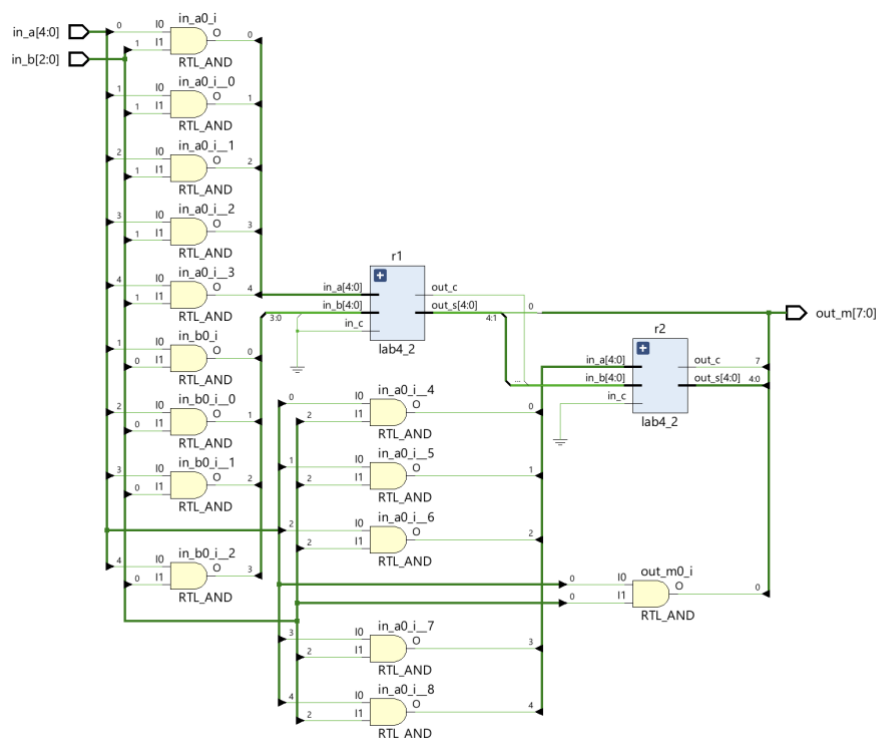 in_a[4:0]
in_b[2:0]
0
I0
in_a0_i
O
0
1
I1
RTL_AND
1
I0
in_a0_i__0
O
1
1
I1
RTL_AND
2
I0
in_a0_i__1
O
2
1
I1
RTL_AND
3
I0
in_a0_i__2
O
3
1
I1
RTL_AND
4
I0
in_a0_i__3
O
4
1
I1
RTL_AND
1
I0
in_b0_i
O
0
0
I1
RTL_AND
2
I0
in_b0_i__0
O
1
0
I1
RTL_AND
3
I0
in_b0_i__1
O
2
0
I1
RTL_AND
4
I0
in_b0_i__2
O
3
0
I1
RTL_AND
r1
in_a[4:0]
out_c
3:0
in_b[4:0]
out_s[4:0]
0
4:1
in_c
lab4_2
out_m[7:0]
r2
in_a[4:0]
out_c
7
...
in_b[4:0]
out_s[4:0]
4:0
in_c
lab4_2
0
I0
in_a0_i__4
O
0
2
I1
RTL_AND
1
I0
in_a0_i__5
O
1
2
I1
RTL_AND
2
I0
in_a0_i__6
O
2
2
I1
RTL_AND
3
I0
in_a0_i__7
O
3
2
I1
RTL_AND
4
I0
in_a0_i__8
O
4
2
I1
RTL_AND
0
I0
out_m0_i
O
0
0
I1
RTL_AND